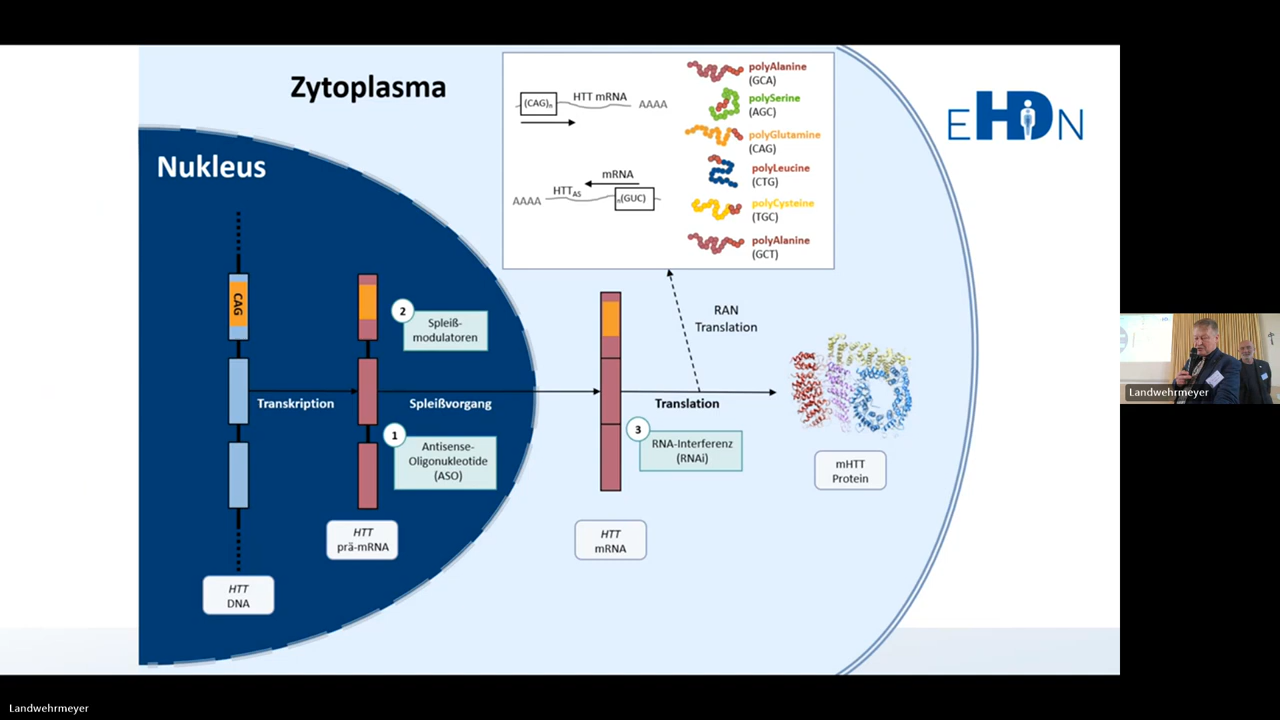 Zytoplasma
Nukleus
EHDN
(CAG)n
HTT mRNA
AAAA
mRNA
HTTAS
AAAA
n(GUC)
polyAlanine
(GCA)
polySerine
(AGC)
polyGlutamine
(CAG)
polyLeucine
(CTG)
polyCysteine
(TGC)
polyAlanine
(GCT)
CAG
2
Spleiß-
modulatoren
RAN
Translation
Transkription
Spleißvorgang
Translation
1
Antisense-
Oligonukleotide
(ASO)
3
RNA-Interferenz
(RNAi)
mHTT
Protein
HTT
prä-mRNA
HTT
mRNA
HTT
DNA
Landwehrmeyer
Landwehrmeyer